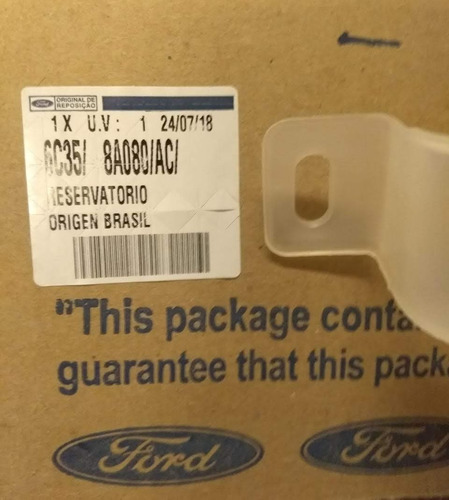 Ford ORIGINAL DE
REPOSIÇÃO
1 X U.V : 1 24/07/18
6C35/ 8A080/AC/
RESERVATORIO
ORIGEN BRASIL
"This package conta
guarantee that this pack
Ford Ford